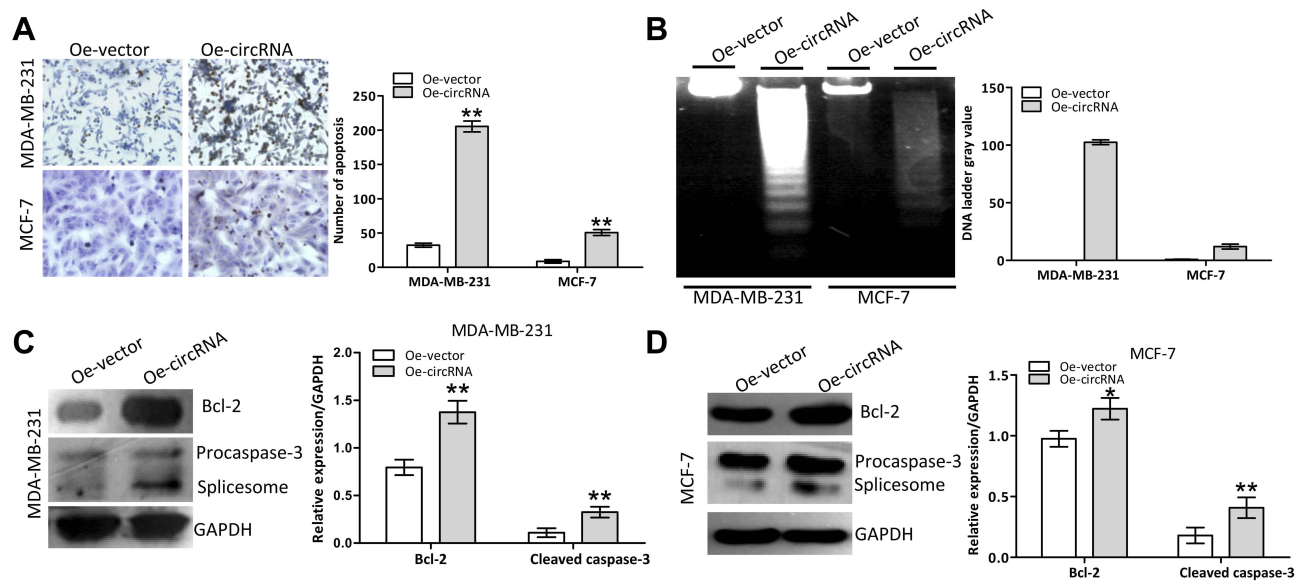 A
Oe-vector
Oe-circRNA
MDA-MB-231
MCF-7
Oe-vector
Oe-circRNA
Number of apoptosis
250
200
150
100
50
0
**
**
MDA-MB-231
MCF-7
B
Oe-vector
Oe-circRNA
Oe-vector
Oe-circRNA
MDA-MB-231
MCF-7
Oe-vector
Oe-circRNA
DNA ladder gray value
150
100
50
0
MDA-MB-231
MCF-7
C
Oe-vector
Oe-circRNA
MDA-MB-231
Bcl-2
Procaspase-3
Splicesome
GAPDH
MDA-MB-231
Oe-vector
Oe-circRNA
Relative expression/GAPDH
2.0
1.5
1.0
0.5
0.0
**
**
Bcl-2
Cleaved caspase-3
D
Oe-vector
Oe-circRNA
MCF-7
Bcl-2
Procaspase-3
Splicesome
GAPDH
MCF-7
Oe-vector
Oe-circRNA
Relative expression/GAPDH
1.5
1.0
0.5
0.0
*
**
Bcl-2
Cleaved caspase-3